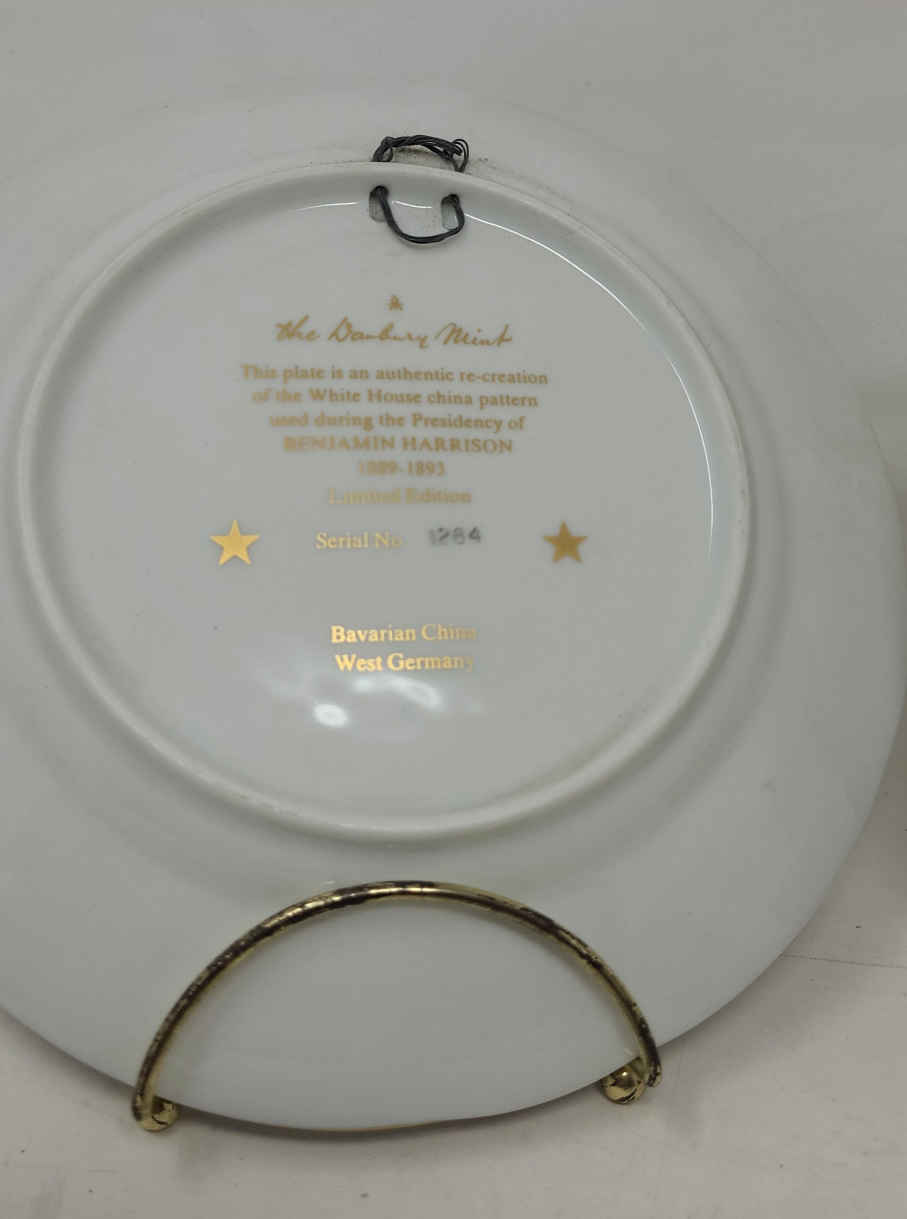 the Danbury Mint
This plate is an authentic re-creation
of the White House china pattern
used during the Presidency of
BENJAMIN HARRISON
1889-1893
Limited Edition
Serial No. 1264
Bavarian China
West Germany